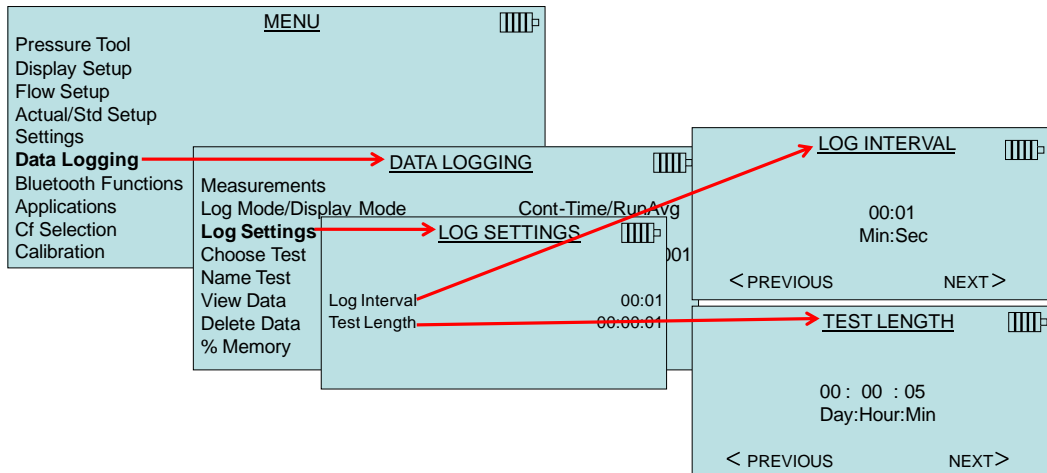 MENU
Pressure Tool
Display Setup
Flow Setup
Actual/Std Setup
Settings
Data Logging
Bluetooth Functions
Applications
Cf Selection
Calibration
DATA LOGGING
Measurements
Log Mode/Display Mode Cont-Time/RunAvg
Log Settings
Choose Test 001
Name Test
View Data
Delete Data
% Memory
LOG SETTINGS
Log Interval 00:01
Test Length 00:00:01
LOG INTERVAL
00:01
Min:Sec
< PREVIOUS NEXT >
TEST LENGTH
00 : 00 : 05
Day:Hour:Min
< PREVIOUS NEXT >